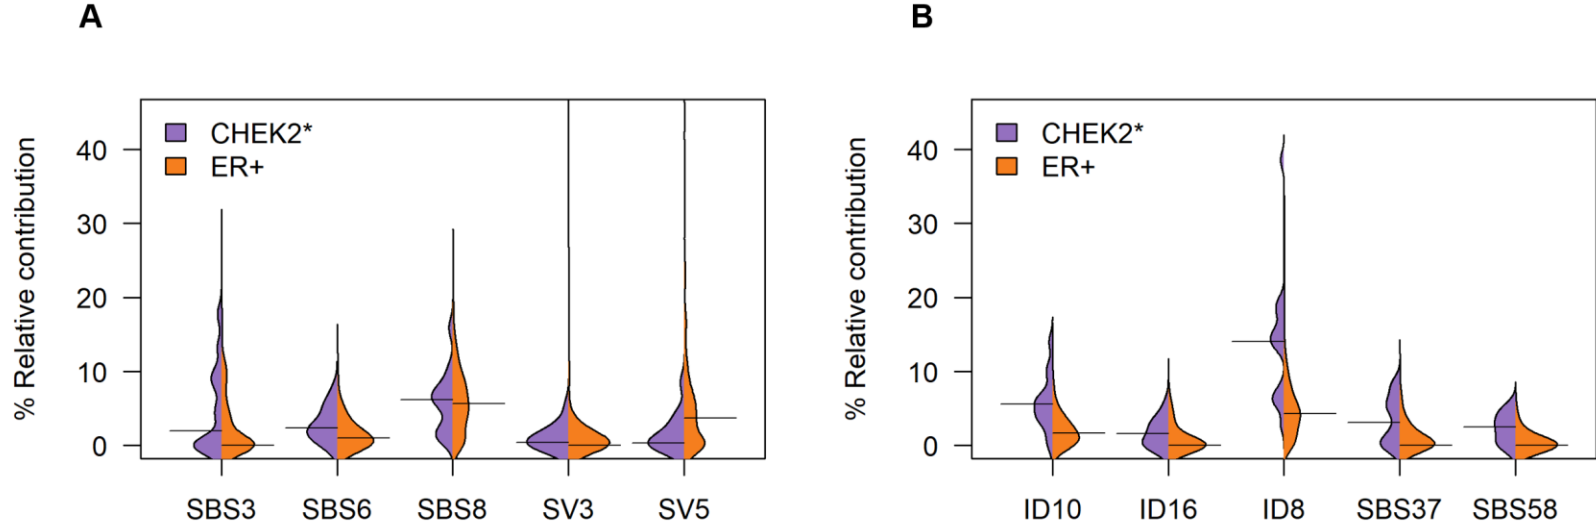 A
% Relative contribution
40
30
20
10
0
CHEK2*
ER+
SBS3 SBS6 SBS8 SV3 SV5
B
% Relative contribution
40
30
20
10
0
CHEK2*
ER+
ID10 ID16 ID8 SBS37 SBS58